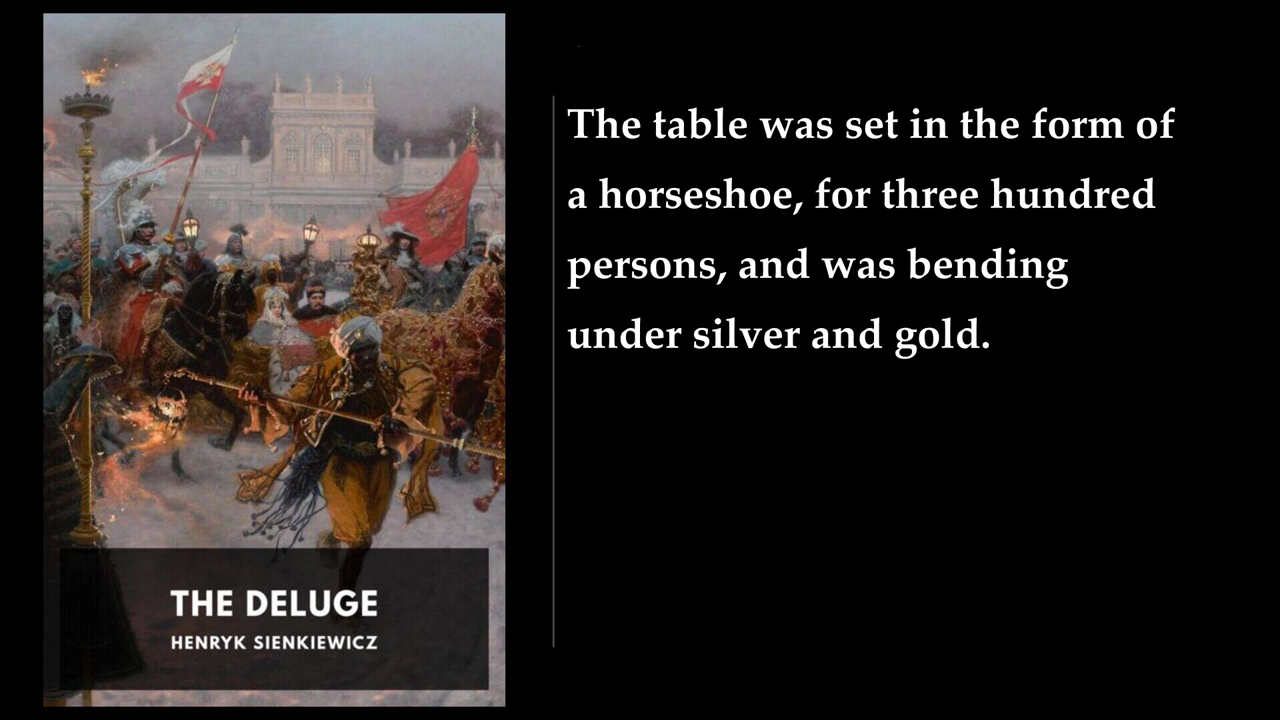 The table was set in the form of
a horseshoe, for three hundred
persons, and was bending
under silver and gold.
THE DELUGE
HENRYK SIENKIEWICZ